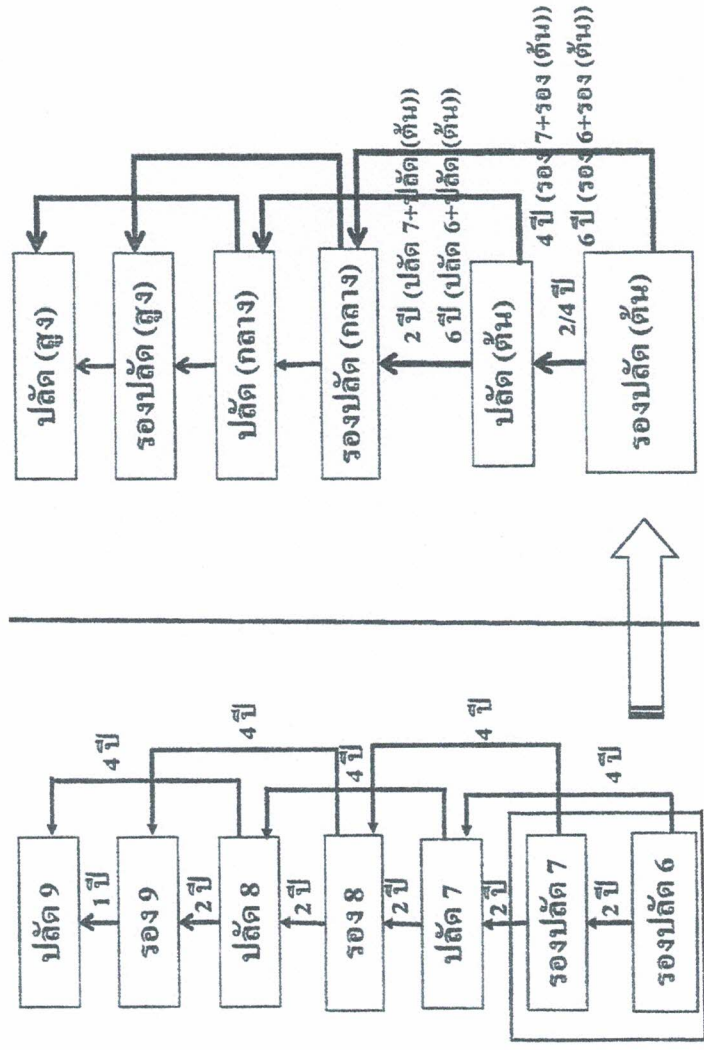 ปลัด 9
1 ปี
4 ปี
รอง 9
2 ปี
4 ปี
ปลัด 8
2 ปี
4 ปี
รอง 8
2 ปี
4 ปี
ปลัด 7
2 ปี
4 ปี
รองปลัด 7
2 ปี
รองปลัด 6
ปลัด (สูง)
รองปลัด (สูง)
ปลัด (กลาง)
รองปลัด (กลาง)
2 ปี (ปลัด 7+ปลัด (ต้น))
6 ปี (ปลัด 6+ปลัด (ต้น))
ปลัด (ต้น)
2/4 ปี
4 ปี (รอง 7+รอง (ต้น))
6 ปี (รอง 6+รอง (ต้น))
รองปลัด (ต้น)